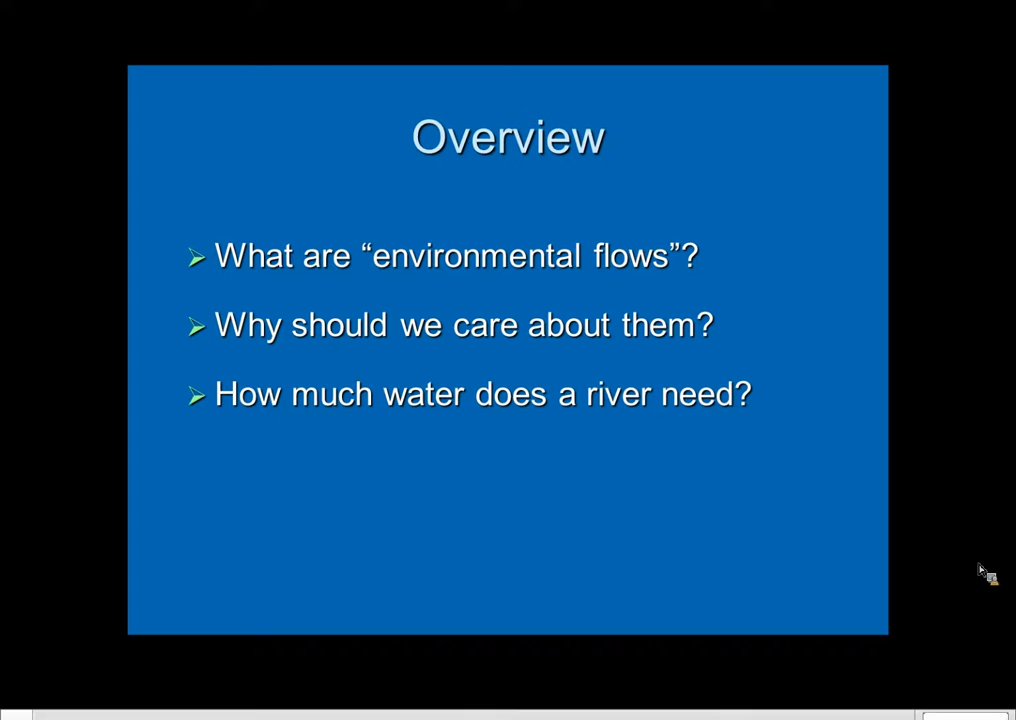 Overview
What are “environmental flows”?
Why should we care about them?
How much water does a river need?